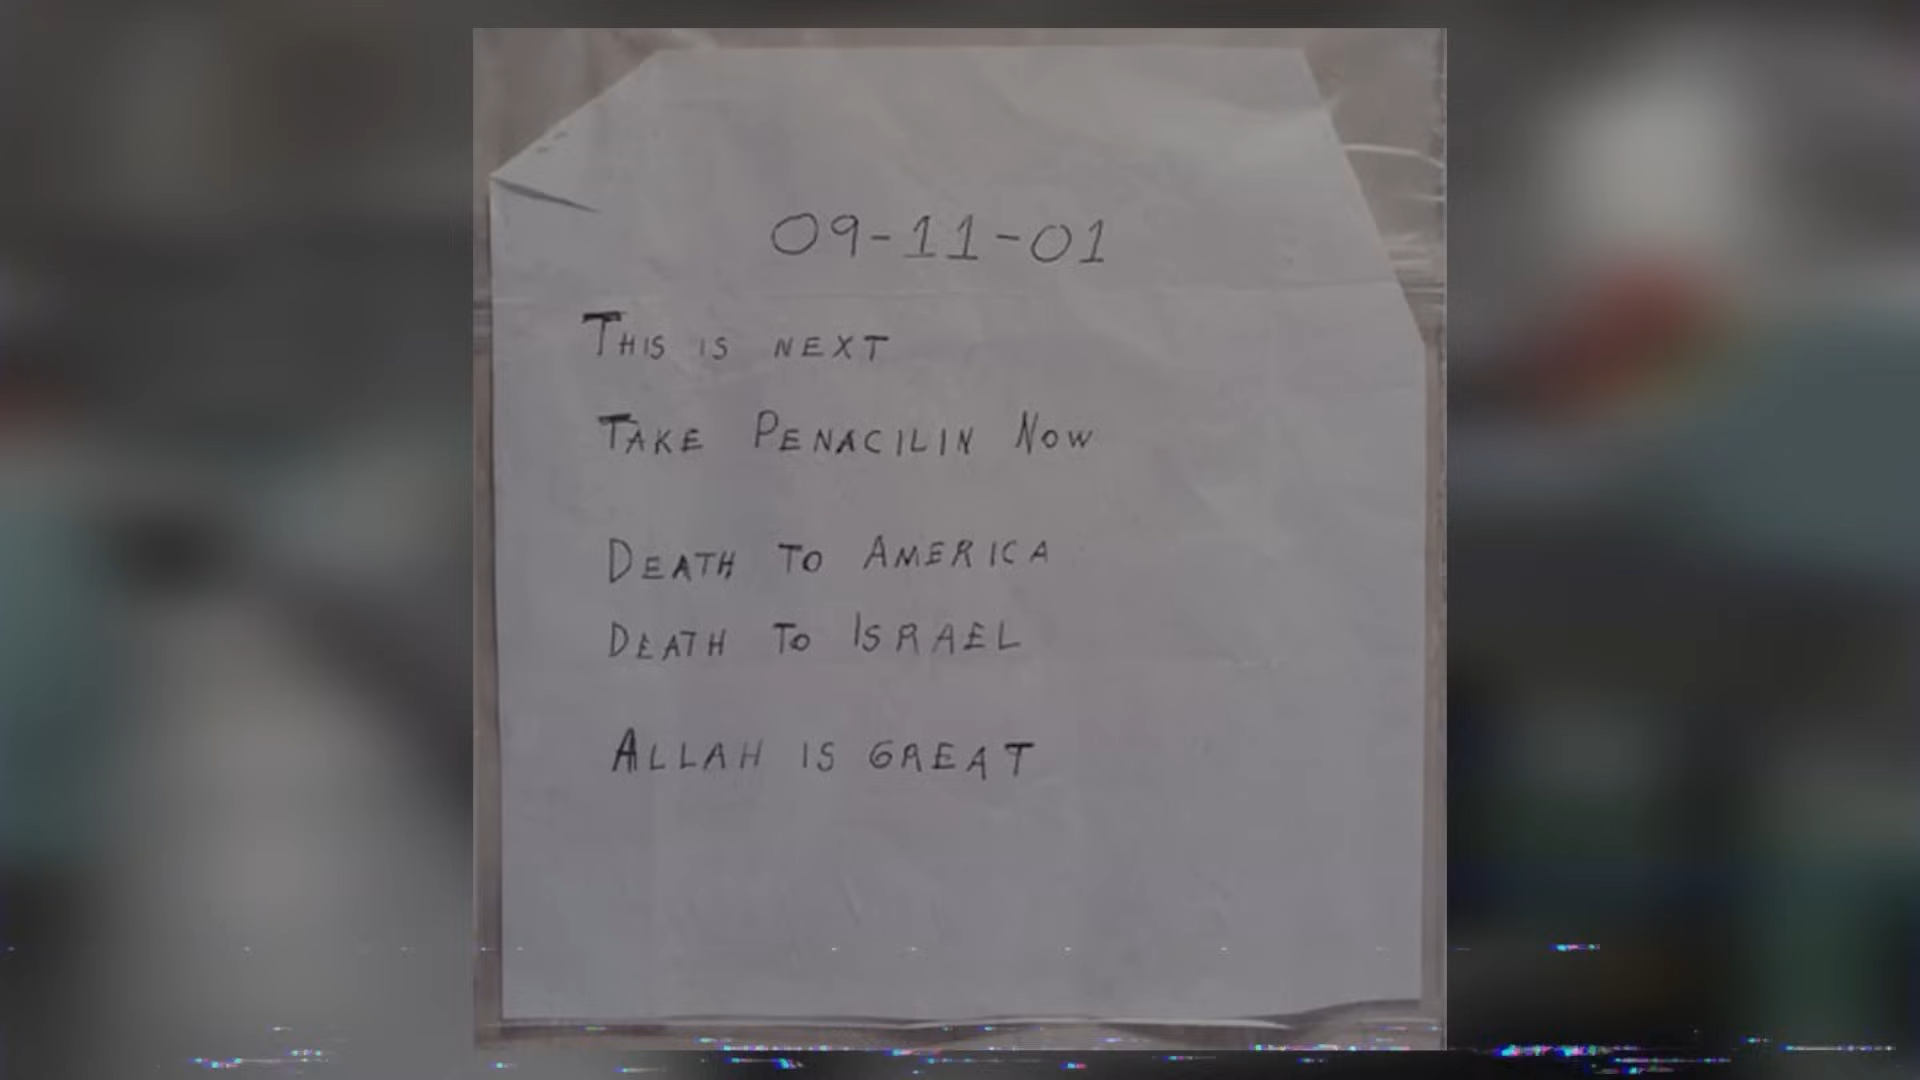 09-11-01
THIS IS NEXT
TAKE PENACILIN NOW
DEATH TO AMERICA
DEATH TO ISRAEL
ALLAH IS GREAT